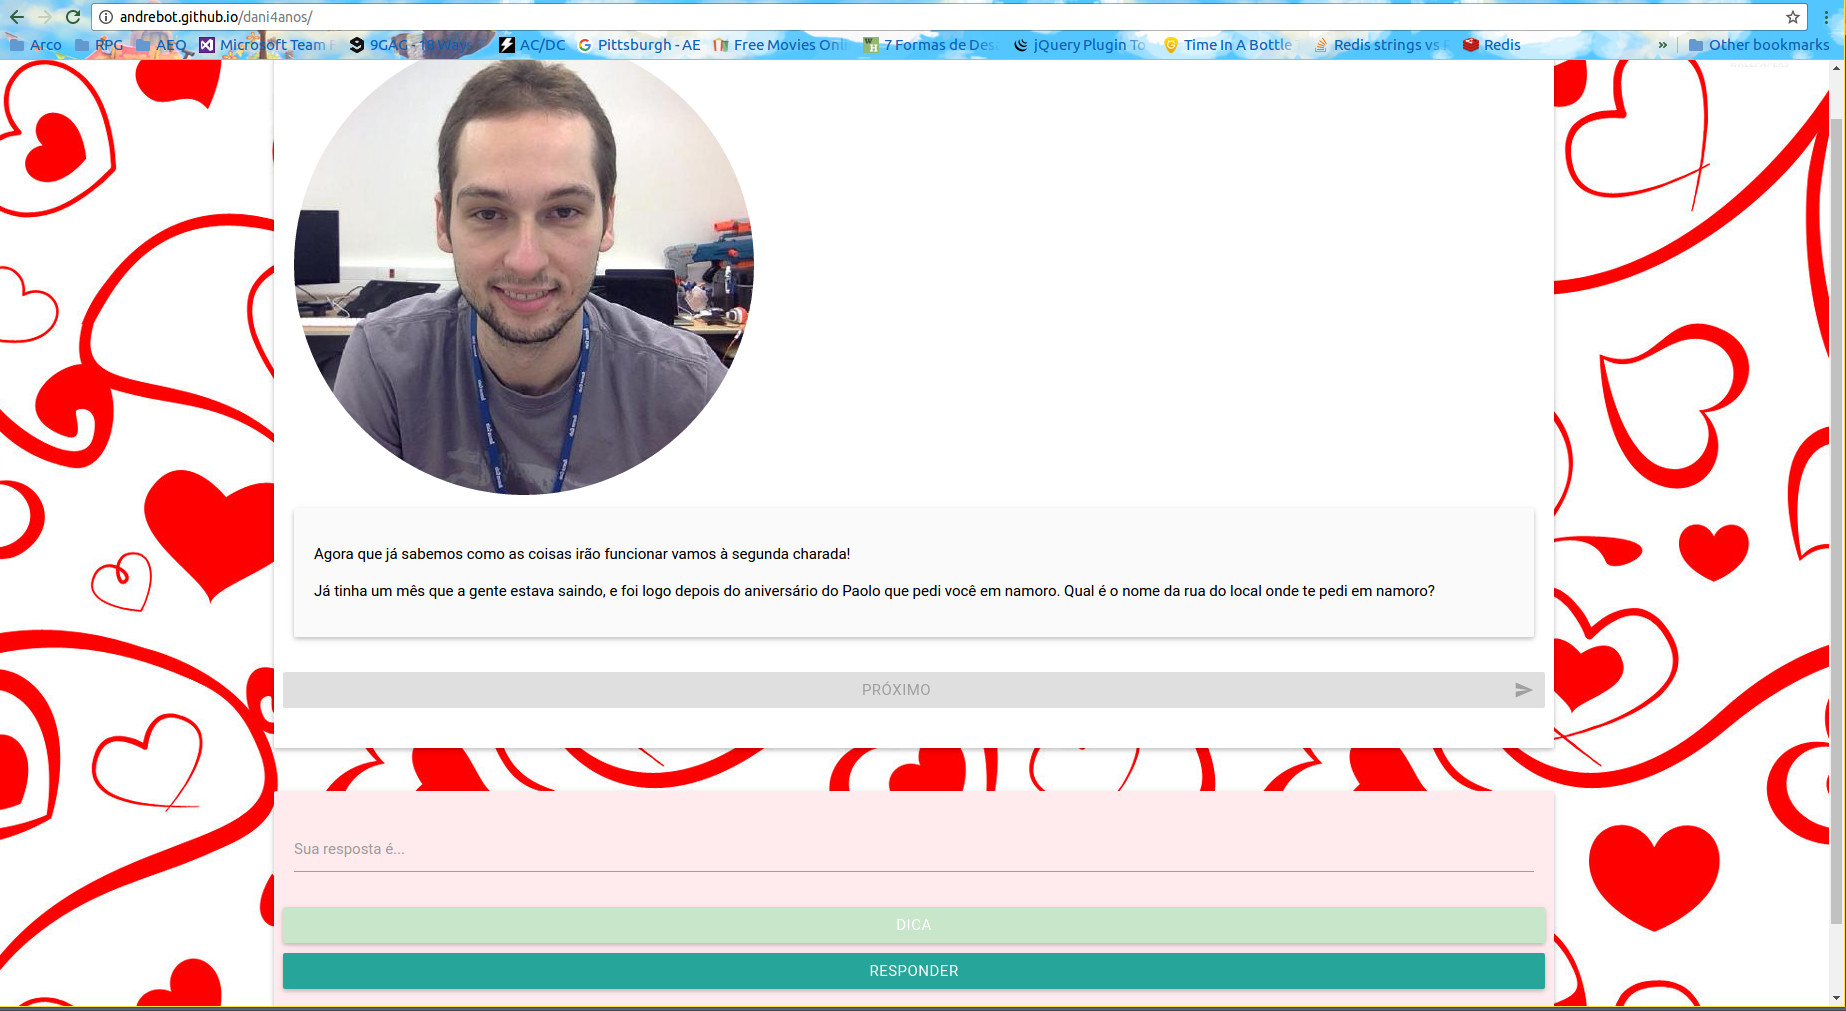 andrebot.github.io/dani4anos/
Arco RPG AEO Microsoft Team F 9GAG - 18 Ways AC/DC Pittsburgh - AE Free Movies Onli 7 Formas de Des jQuery Plugin To Time In A Bottle Redis strings vs R Redis » Other bookmarks
Agora que já sabemos como as coisas irão funcionar vamos à segunda charada!
Já tinha um mês que a gente estava saindo, e foi logo depois do aniversário do Paolo que pedi você em namoro. Qual é o nome da rua do local onde te pedi em namoro?
PRÓXIMO
Sua resposta é...
DICA
RESPONDER